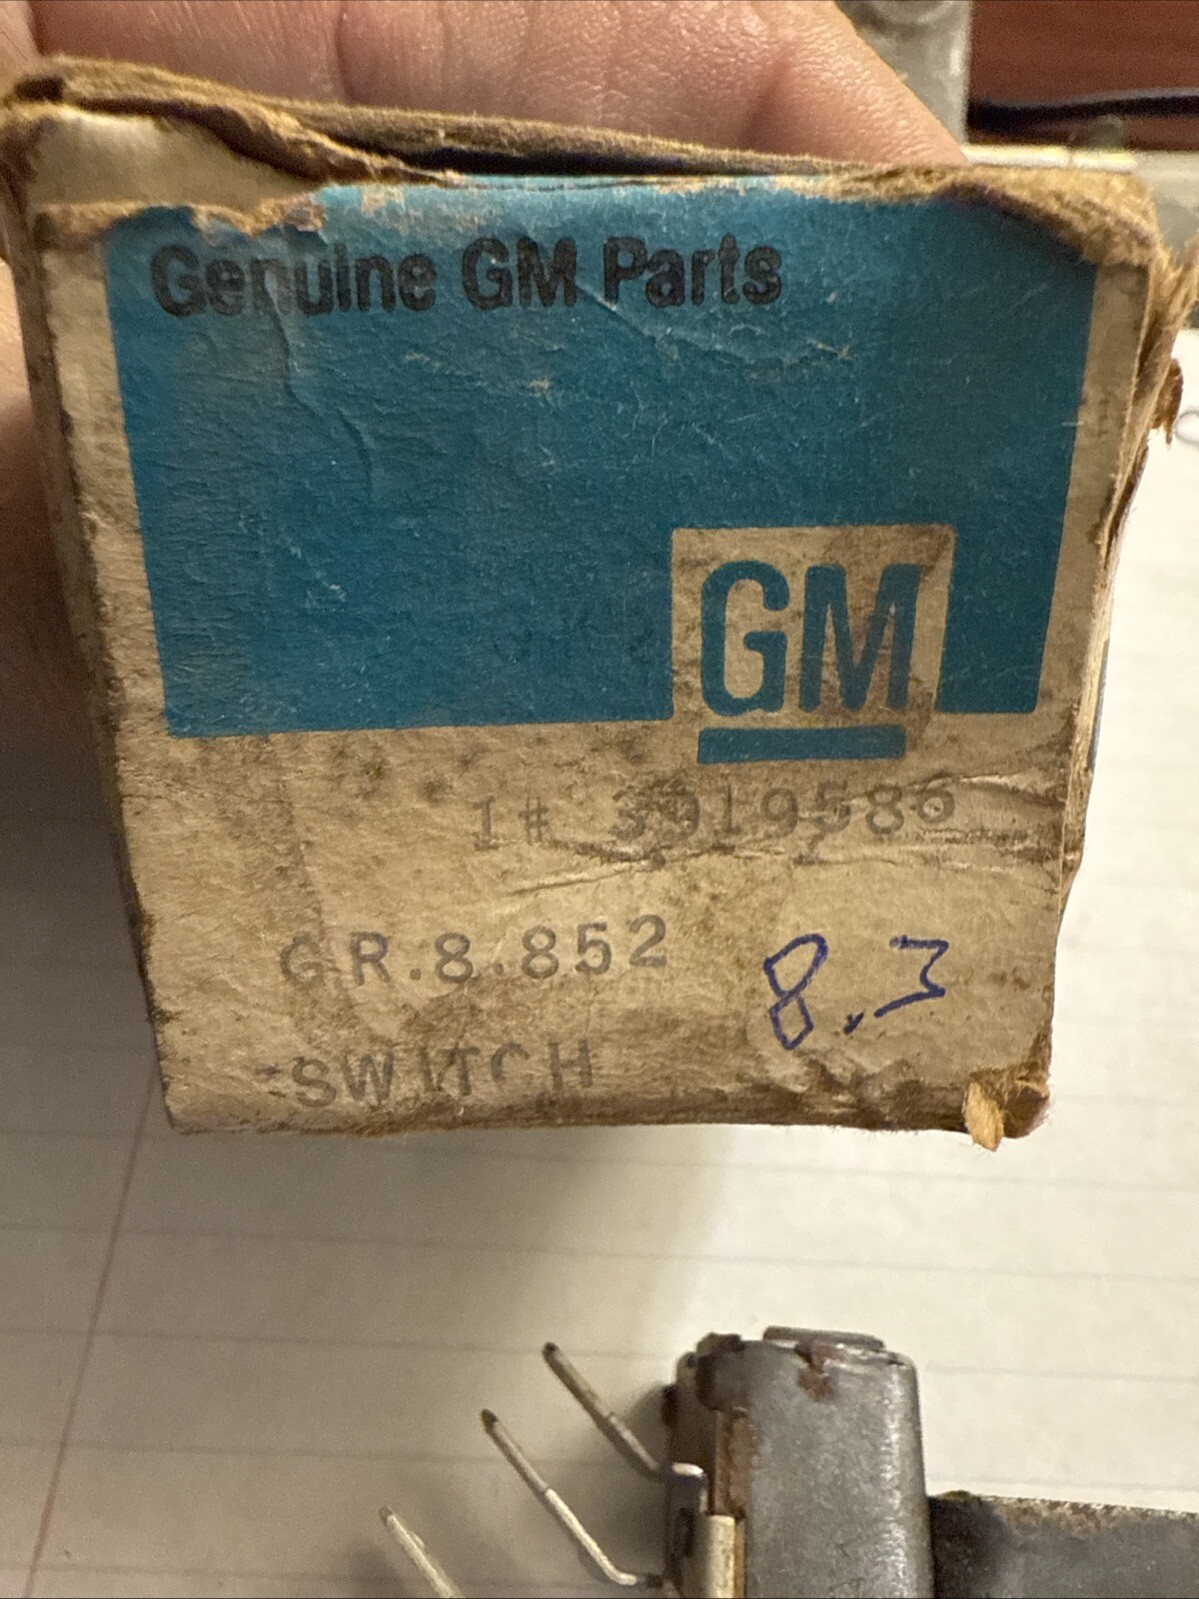 Genuine GM Parts
GM
1# 3919586
GR.8.852
8.3
SWITCH